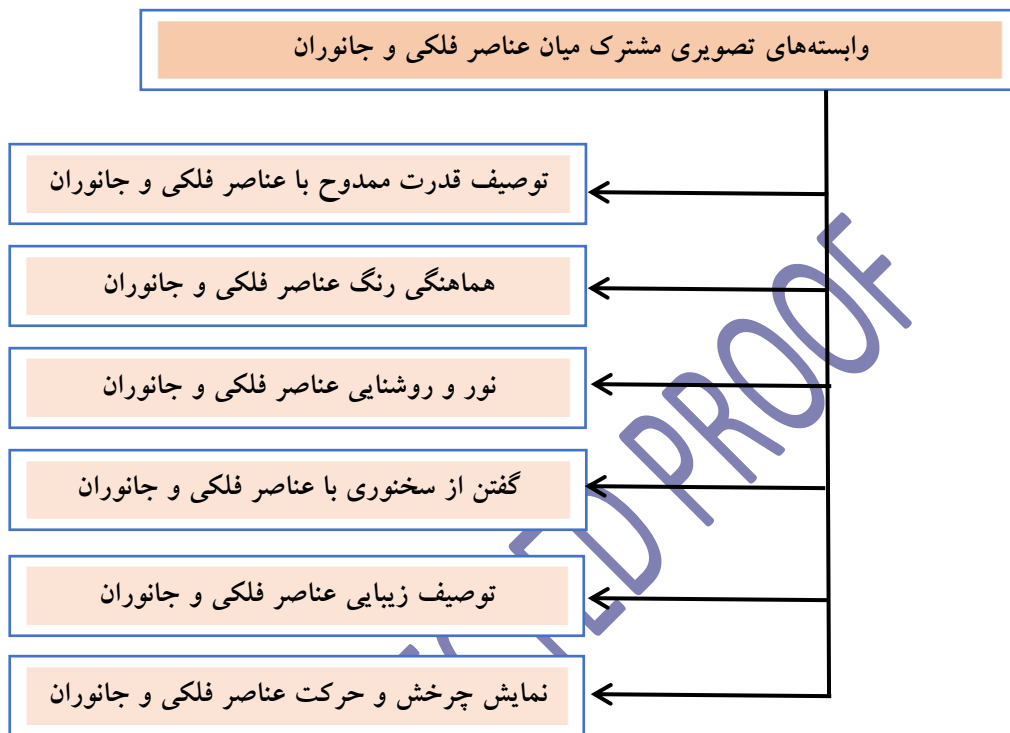 وابسته‌های تصویری مشترک میان عناصر فلکی و جانوران
توصیف قدرت ممدوح با عناصر فلکی و جانوران
هماهنگی رنگ عناصر فلکی و جانوران
نور و روشنایی عناصر فلکی و جانوران
گفتن از سخنوری با عناصر فلکی و جانوران
توصیف زیبایی عناصر فلکی و جانوران
نمایش چرخش و حرکت عناصر فلکی و جانوران
PROOF